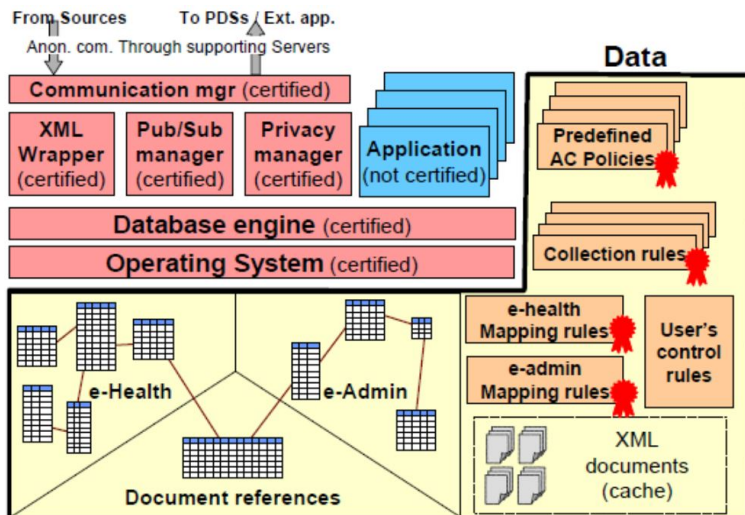 From Sources
To PDSs / Ext. app.
Anon. com. Through supporting Servers
Data
Communication mgr (certified)
XML
Wrapper
(certified)
Pub/Sub
manager
(certified)
Privacy
manager
(certified)
Application
(not certified)
Predefined
AC Policies
Database engine (certified)
Operating System (certified)
Collection rules
e-health
Mapping rules
e-admin
Mapping rules
User's
control
rules
e-Health
e-Admin
Document references
XML
documents
(cache)